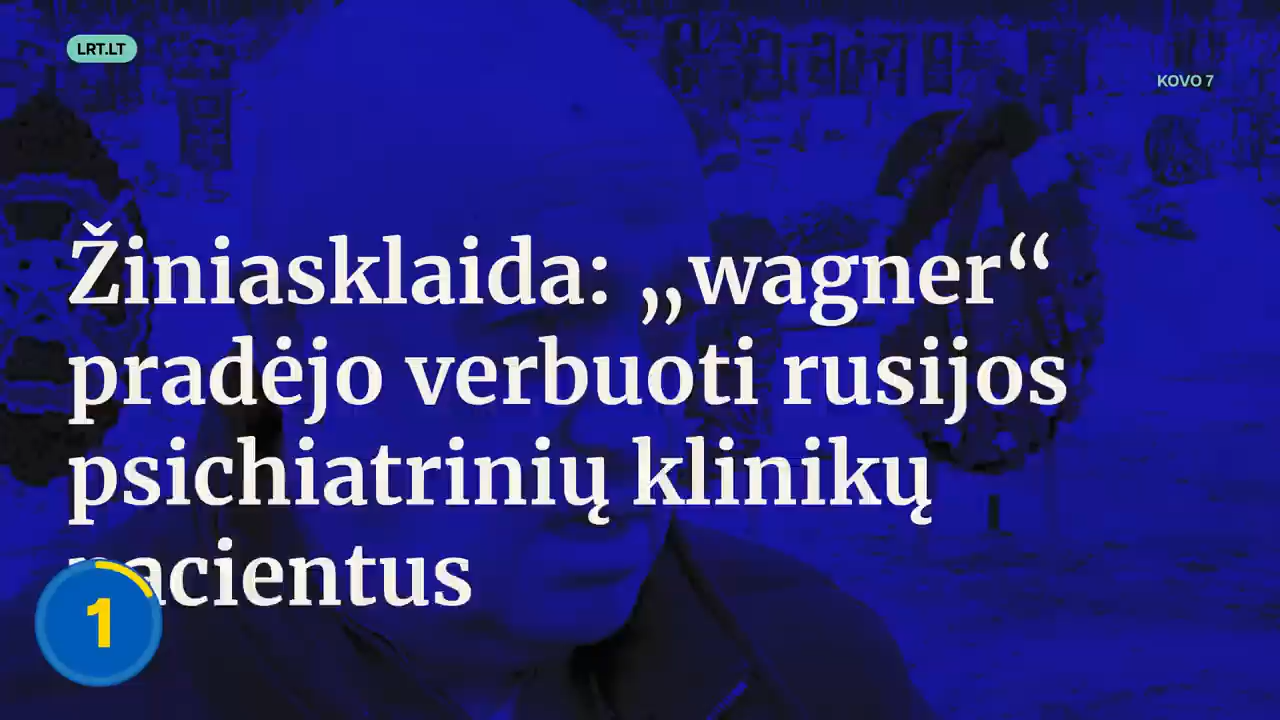 LRT.LT
KOVO 7
Žiniasklaida: „wagner“
pradėjo verbuoti rusijos
psichiatrinių klinikų
pacientus
1